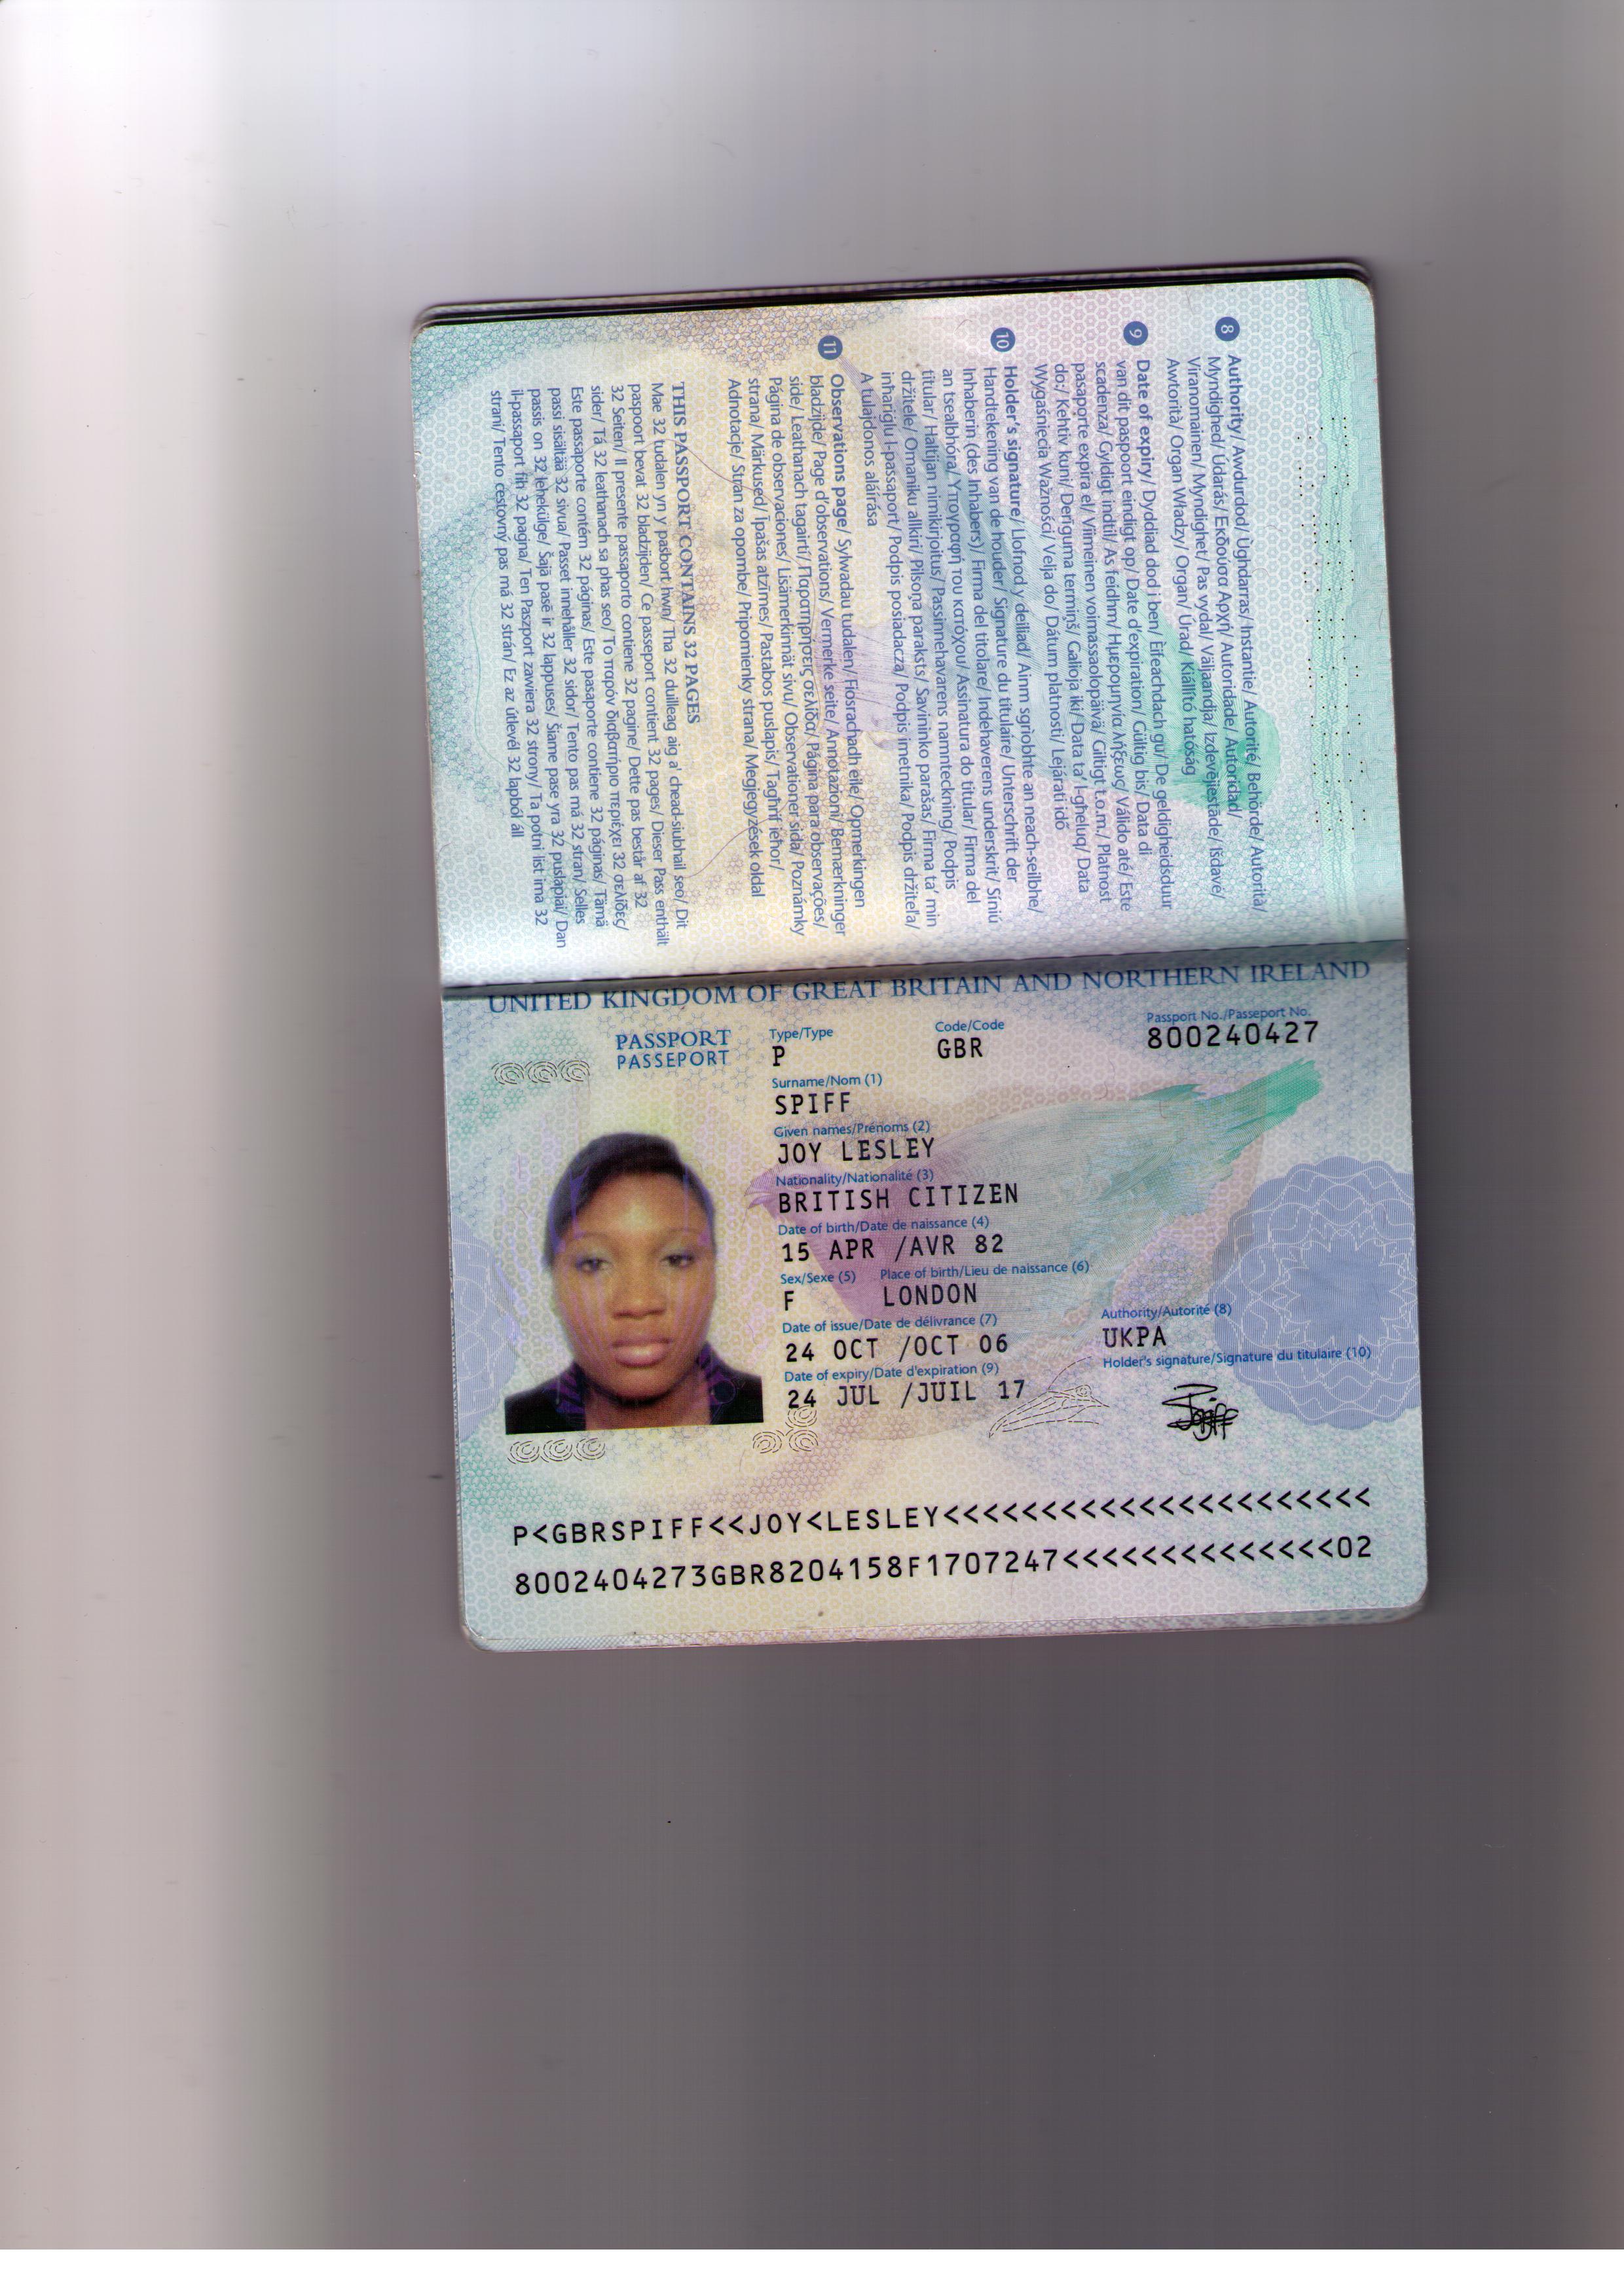 8 Authority/ Awdurdod/ Ùghdarras/ Instantie/ Autorité/ Behörde/ Autorità/
Myndighed/ Údarás/ Εκδούσα Αρχή/ Autoridade/ Autoridad/
Viranomainen/ Myndighet/ Pas vydal/ Väljaandja/ Izdevējiestāde/ Išdavė/
Awtorità/ Organ Władzy/ Organ/ Úrad/ Kiállító hatóság
9 Date of expiry/ Dyddiad dod i ben/ Eifeachdach gu/ De geldigheidsduur
van dit paspoort eindigt op/ Date d'expiration/ Gültig bis/ Data di
scadenza/ Gyldigt indtil/ As feidhm/ Ημερομηνία λήξεως/ Válido até/ Este
pasaporte expira el/ Viimeinen voimassaolopäivä/ Giltigt t.o.m./ Platnost
do:/ Kehtiv kuni/ Derīguma termiņš/ Galioja iki/ Data ta' l-għeluq/ Data
Wygaśnięcia Ważności/ Velja do/ Dátum platnosti/ Lejárati idő
10 Holder's signature/ Llofnod y deiliad/ Ainm sgrìobhte an neach-seilbhe/
Handtekening van de houder/ Signature du titulaire/ Unterschrift der
Inhaberin (des Inhabers)/ Firma del titolare/ Indehaverens underskrift/ Síniú
an tsealbhóra/ Υπογραφή του κατόχου/ Assinatura do titular/ Firma del
titular/ Haltijan nimikirjoitus/ Passinnehavarens namnteckning/ Podpis
držitele/ Omaniku allkiri/ Pilsoņa paraksts/ Savininko parašas/ Firma ta' min
inħariġlu l-passaport/ Podpis posiadacza/ Podpis imetnika/ Podpis držiteľa/
A tulajdonos aláírása
11 Observations page/ Sylwadau tudalen/ Fiosrachadh eile/ Opmerkingen
bladzijde/ Page d'observations/ Vermerke seite/ Annotazioni/ Bemerkninger
side/ Leathanach tagairtí/ Παρατηρήσεις σελίδα/ Página para observações/
Página de observaciones/ Lisämerkinnät sivu/ Observationer sida/ Poznámky
strana/ Märkused/ Īpašas atzīmes/ Pastabos puslapis/ Tagħrif ieħor/
Adnotacje/ Stran za opombe/ Pripomienky strana/ Megjegyzések oldal
THIS PASSPORT CONTAINS 32 PAGES
Mae 32 tudalen yn y pasbort hwn/ Tha 32 duilleag aig a' chead-siubhail seo/ Dit
paspoort bevat 32 bladzijden/ Ce passeport contient 32 pages/ Dieser Pass enthält
32 Seiten/ Il presente passaporto contiene 32 pagine/ Dette pas består af 32
sider/ Tá 32 leathanach sa phas seo/ Το παρόν διαβατήριο περιέχει 32 σελίδες/
Este passaporte contém 32 páginas/ Este pasaporte contiene 32 páginas/ Tämä
passi sisältää 32 sivua/ Passet innehåller 32 sidor/ Tento pas má 32 stran/ Selles
passis on 32 lehekülge/ Šajā pasē ir 32 lappuses/ Šiame pase yra 32 puslapiai/ Dan
il-passaport fih 32 paġna/ Ten Paszport zawiera 32 strony/ Ta potni list ima 32
strani/ Tento cestovný pas má 32 strán/ Ez az útlevél 32 lapból áll
UNITED KINGDOM OF GREAT BRITAIN AND NORTHERN IRELAND
PASSPORT
PASSEPORT
Type/Type Code/Code Passport No./Passeport No.
P GBR 800240427
Surname/Nom (1)
SPIFF
Given names/Prénoms (2)
JOY LESLEY
Nationality/Nationalité (3)
BRITISH CITIZEN
Date of birth/Date de naissance (4)
15 APR /AVR 82
Sex/Sexe (5) Place of birth/Lieu de naissance (6)
F LONDON
Date of issue/Date de délivrance (7) Authority/Autorité (8)
24 OCT /OCT 06 UKPA
Date of expiry/Date d'expiration (9) Holder's signature/Signature du titulaire (10)
24 JUL /JUIL 17
Spiff
P<GBRSPIFF<<JOY<LESLEY<<<<<<<<<<<<<<<<<<<<<<
8002404273GBR8204158F1707247<<<<<<<<<<<<<<02